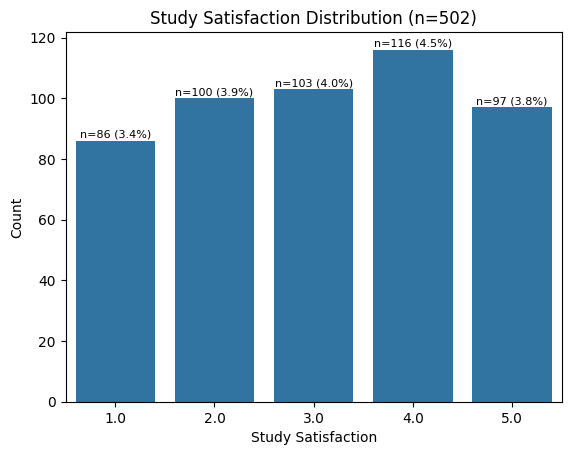 Study Satisfaction Distribution (n=502)
120
100
80
60
40
20
0
Count
n=86 (3.4%)
n=100 (3.9%)
n=103 (4.0%)
n=116 (4.5%)
n=97 (3.8%)
1.0 2.0 3.0 4.0 5.0
Study Satisfaction